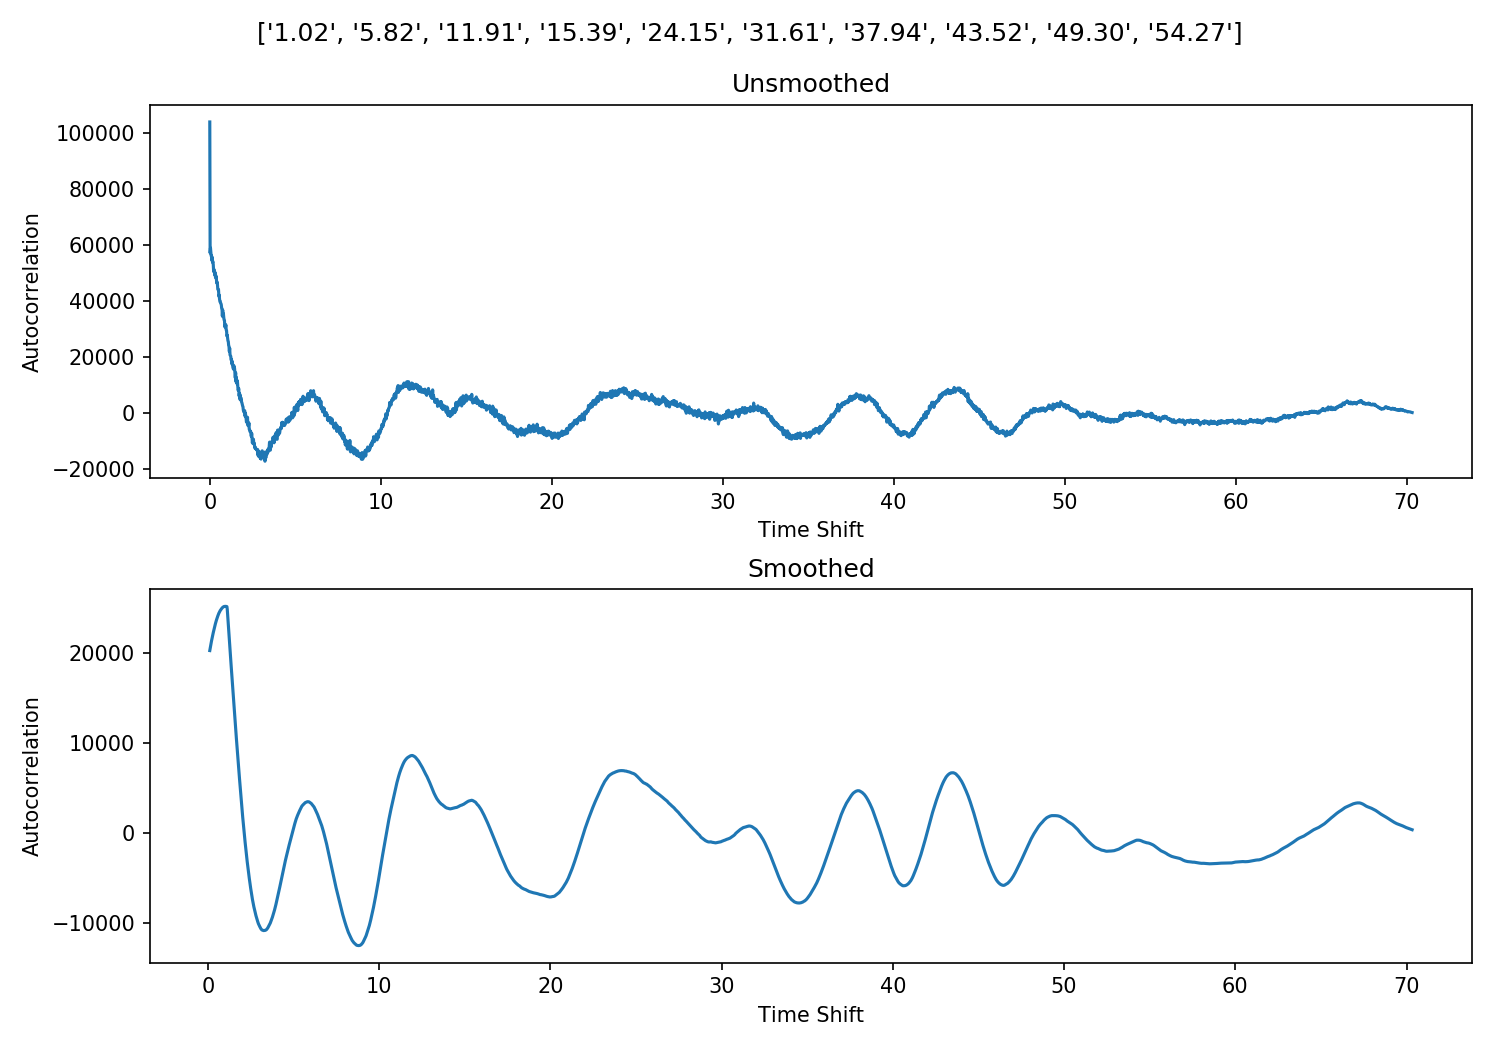 ['1.02', '5.82', '11.91', '15.39', '24.15', '31.61', '37.94', '43.52', '49.30', '54.27']
Unsmoothed
Autocorrelation
100000
80000
60000
40000
20000
0
−20000
0 10 20 30 40 50 60 70
Time Shift
Smoothed
Autocorrelation
20000
10000
0
−10000
0 10 20 30 40 50 60 70
Time Shift